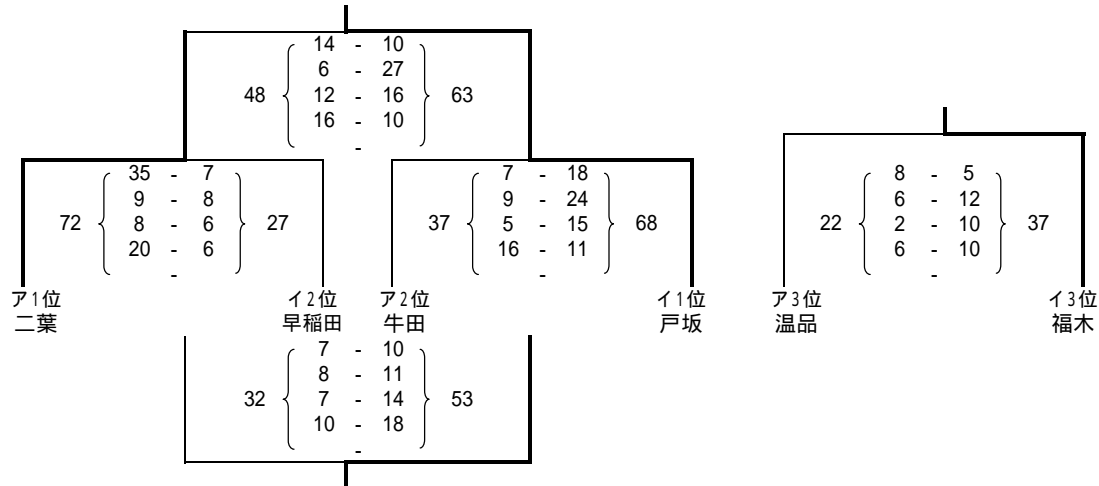 14 - 10
6 - 27
48 12 - 16 63
16 - 10
-
35 - 7
9 - 8
72 8 - 6 27
20 - 6
-
7 - 18
9 - 24
37 5 - 15 68
16 - 11
-
8 - 5
6 - 12
22 2 - 10 37
6 - 10
-
ア1位 イ2位 ア2位 イ1位 ア3位 イ3位
二葉 早稲田 牛田 戸坂 温品 福木
7 - 10
8 - 11
32 7 - 14 53
10 - 18
-